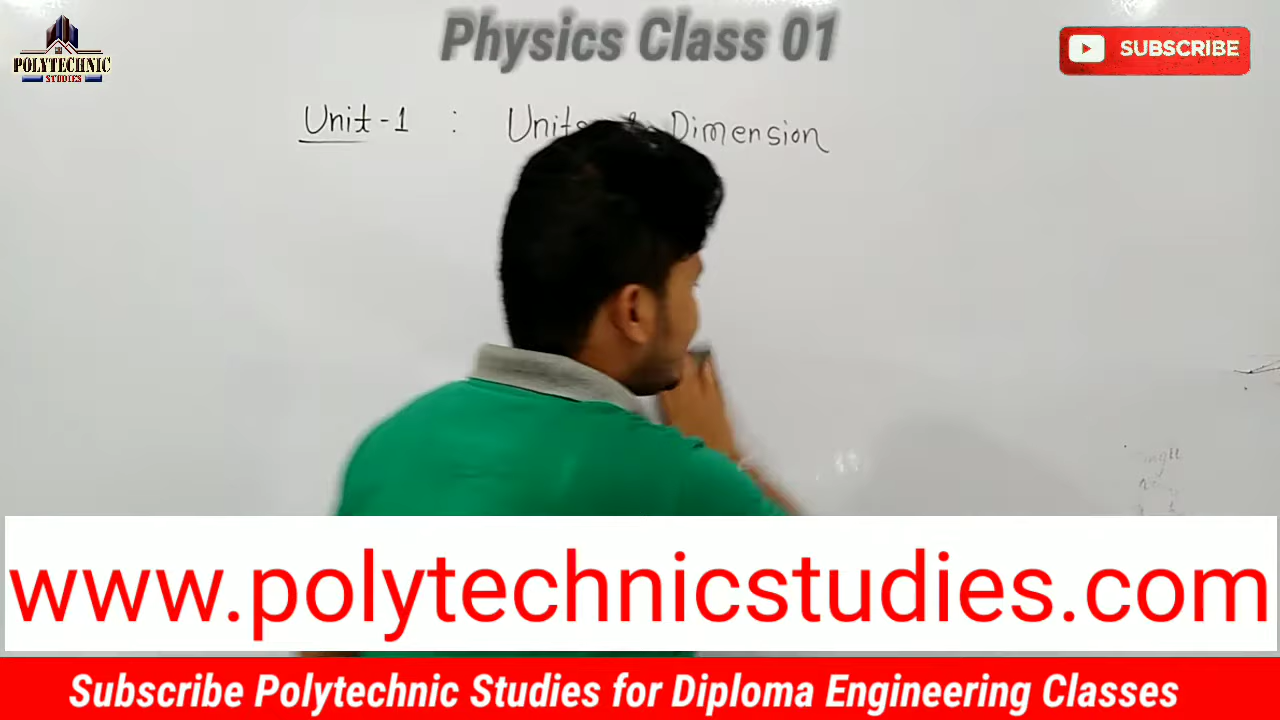 POLYTECHNIC
STUDIES
Physics Class 01
SUBSCRIBE
Unit-1 : Units & Dimension
www.polytechnicstudies.com
Subscribe Polytechnic Studies for Diploma Engineering Classes